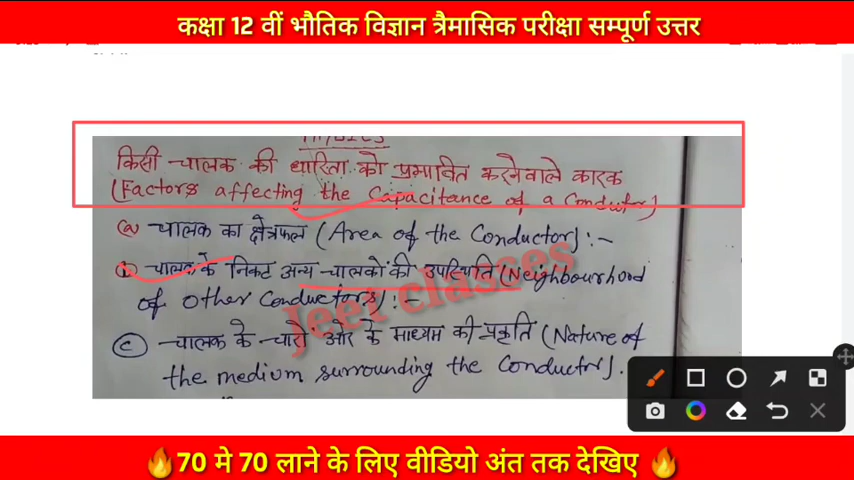 कक्षा 12 वीं भौतिक विज्ञान त्रैमासिक परीक्षा सम्पूर्ण उत्तर
Physics
किसी चालक की धारिता को प्रभावित करनेवाले कारक
(Factors affecting the Capacitance of a Conductor)
(a) चालक का क्षेत्रफल (Area of the Conductor) :-
(b) चालक के निकट अन्य चालकों की उपस्थिति (Neighbourhood
of other Conductors) :-
Jeet classes
(c) चालक के चारों ओर के माध्यम की प्रकृति (Nature of
the medium surrounding the Conductor).
🔥70 मे 70 लाने के लिए वीडियो अंत तक देखिए 🔥